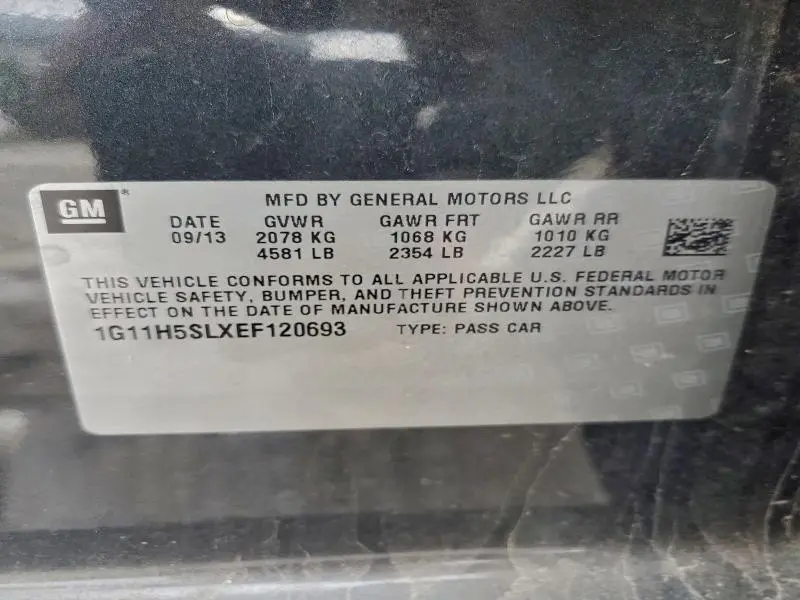 GM®
MFD BY GENERAL MOTORS LLC
DATE GVWR GAWR FRT GAWR RR
09/13 2078 KG 1068 KG 1010 KG
4581 LB 2354 LB 2227 LB
THIS VEHICLE CONFORMS TO ALL APPLICABLE U.S. FEDERAL MOTOR
VEHICLE SAFETY, BUMPER, AND THEFT PREVENTION STANDARDS IN
EFFECT ON THE DATE OF MANUFACTURE SHOWN ABOVE.
1G11H5SLXEF120693 TYPE: PASS CAR